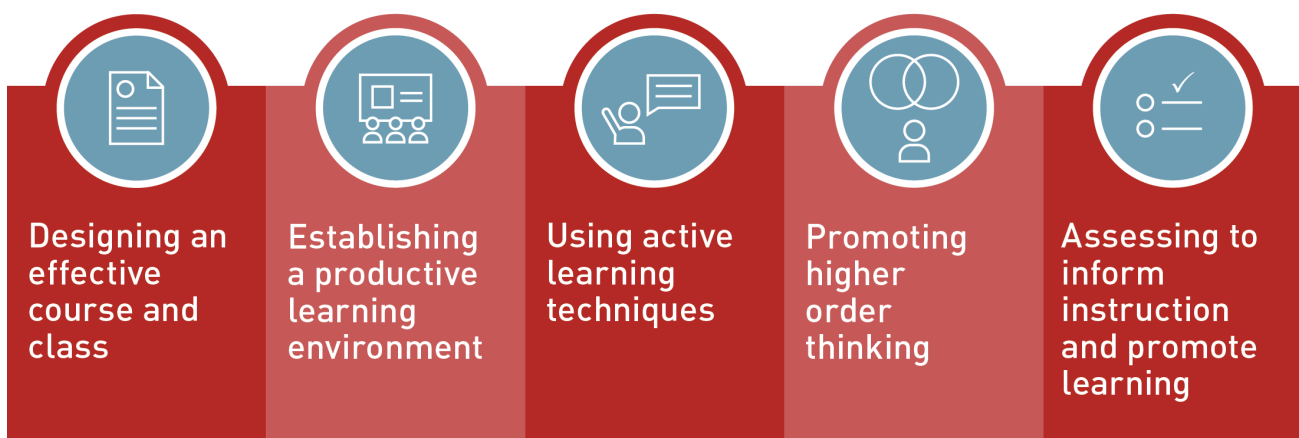 Designing an
effective
course and
class
Establishing
a productive
learning
environment
Using active
learning
techniques
Promoting
higher
order
thinking
Assessing to
inform
instruction
and promote
learning